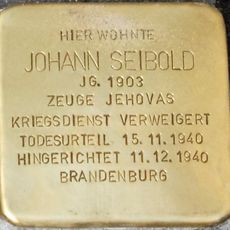 HIER WOHNTE
JOHANN SEIBOLD
JG. 1903
ZEUGE JEHOVAS
KRIEGSDIENST VERWEIGERT
TODESURTEIL 15.11.1940
HINGERICHTET 11.12.1940
BRANDENBURG